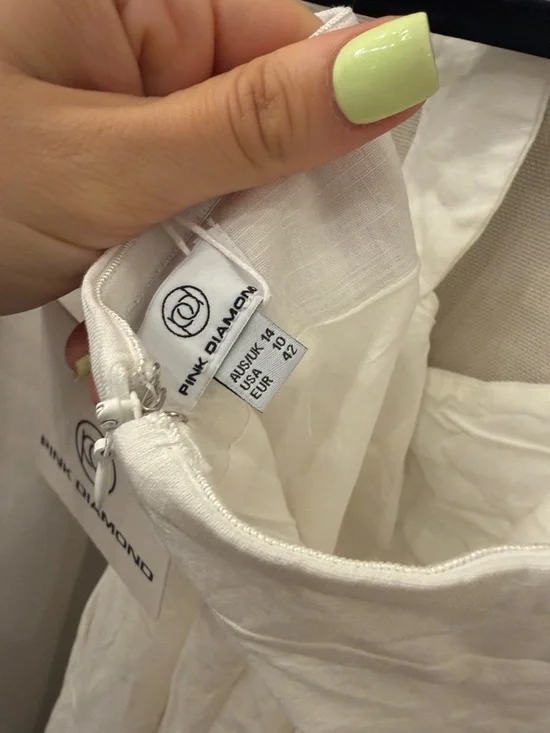 PINK DIAMOND
AUS/UK 14
USA 10
EUR 42
PINK DIAMOND